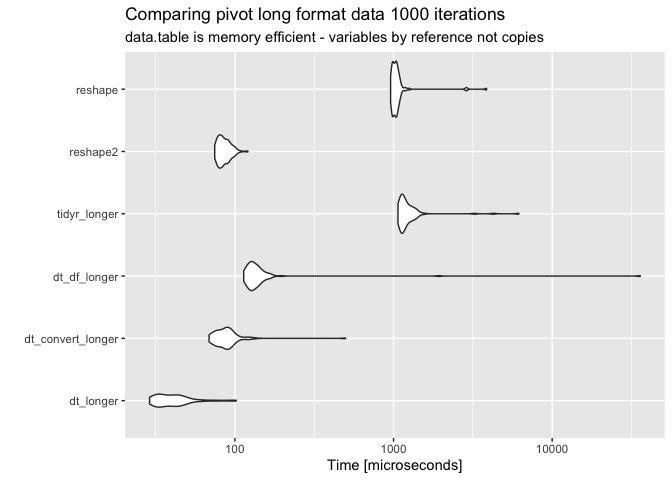 Comparing pivot long format data 1000 iterations
data.table is memory efficient - variables by reference not copies
reshape
reshape2
tidyr_longer
dt_df_longer
dt_convert_longer
dt_longer
100 1000 10000
Time [microseconds]